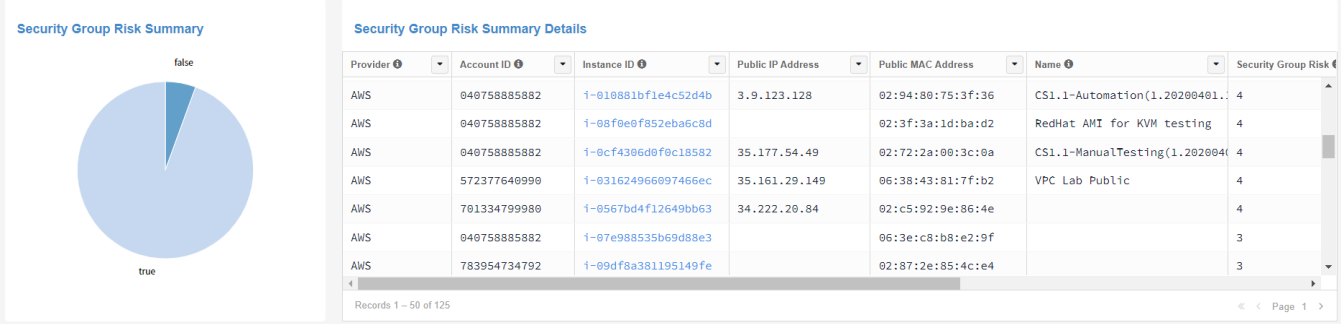 Security Group Risk Summary
false
true
Security Group Risk Summary Details
Provider Account ID Instance ID Public IP Address Public MAC Address Name Security Group Risk
AWS 040758885882 i-010881bf1e4c52d4b 3.9.123.128 02:94:80:75:3f:36 CS1.1-Automation(1.20200401.1 4
AWS 040758885882 i-08f0e0f852eba6c8d 02:3f:3a:1d:ba:d2 RedHat AMI for KVM testing 4
AWS 040758885882 i-0cf4306d0f0c18582 35.177.54.49 02:72:2a:00:3c:0a CS1.1-ManualTesting(1.2020040 4
AWS 572377640990 i-031624966097466ec 35.161.29.149 06:38:43:81:7f:b2 VPC Lab Public 4
AWS 701334799980 i-0567bd4f12649bb63 34.222.20.84 02:c5:92:9e:86:4e 4
AWS 040758885882 i-07e988535b69d88e3 06:3e:c8:b8:e2:9f 3
AWS 783954734792 i-09df8a381195149fe 02:87:2e:85:4c:e4 3
Records 1 – 50 of 125 Page 1